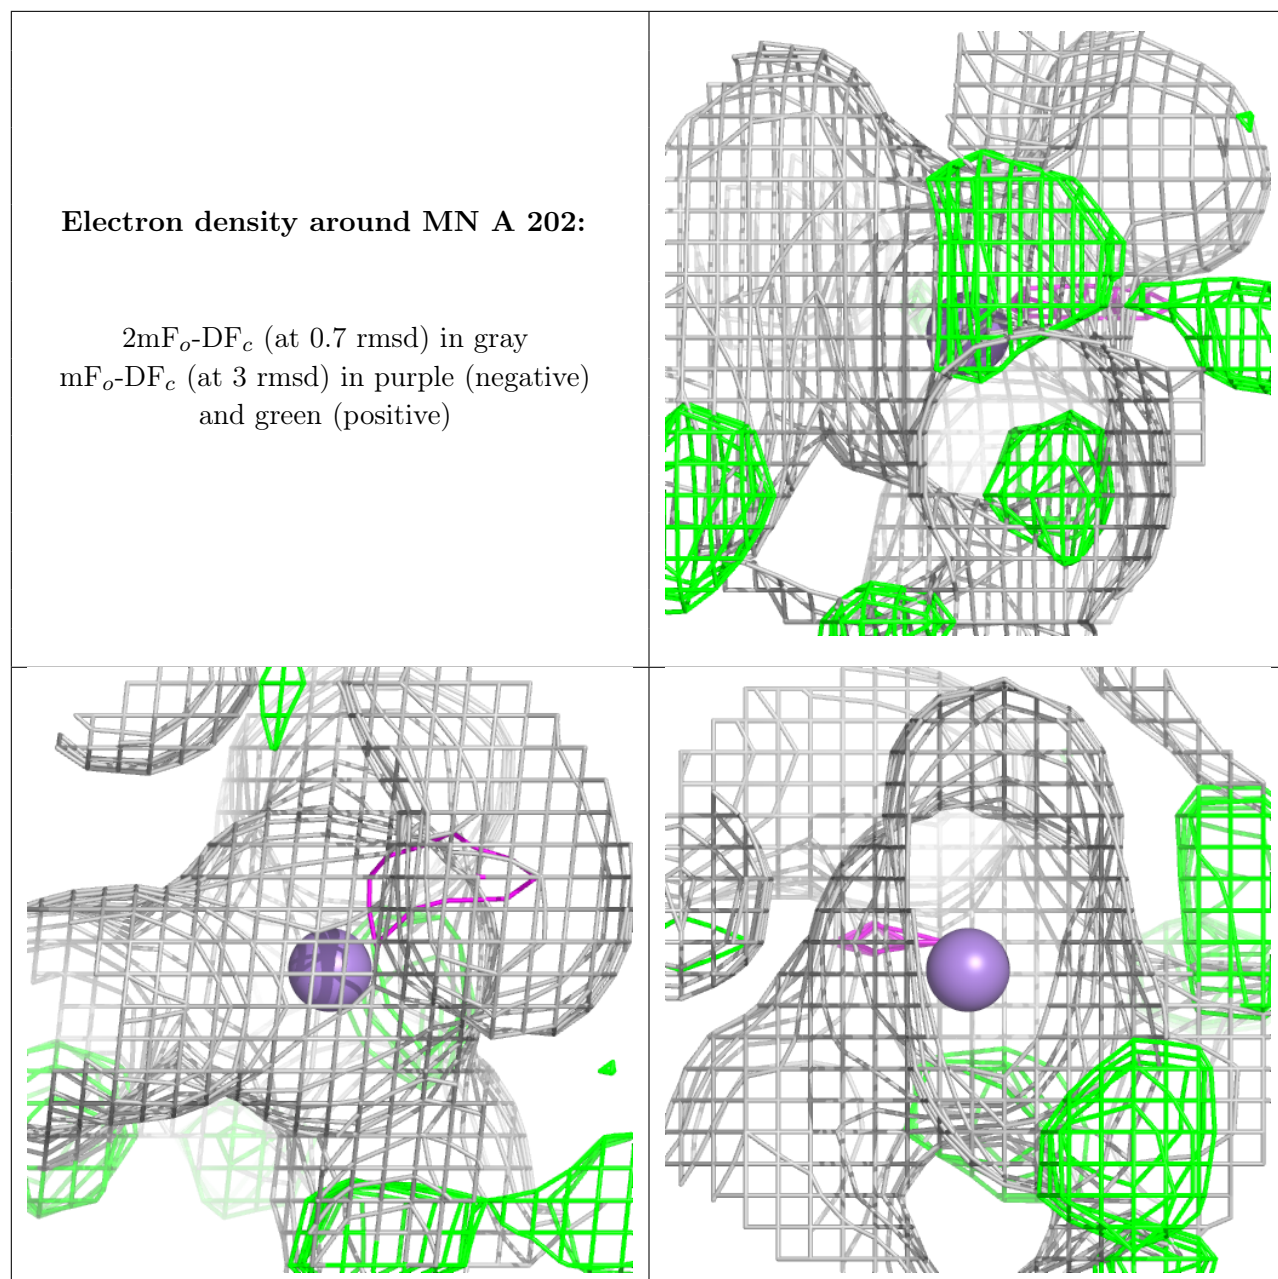 Electron density around MN A 202:
2mFo-DFc (at 0.7 rmsd) in gray
mFo-DFc (at 3 rmsd) in purple (negative)
and green (positive)